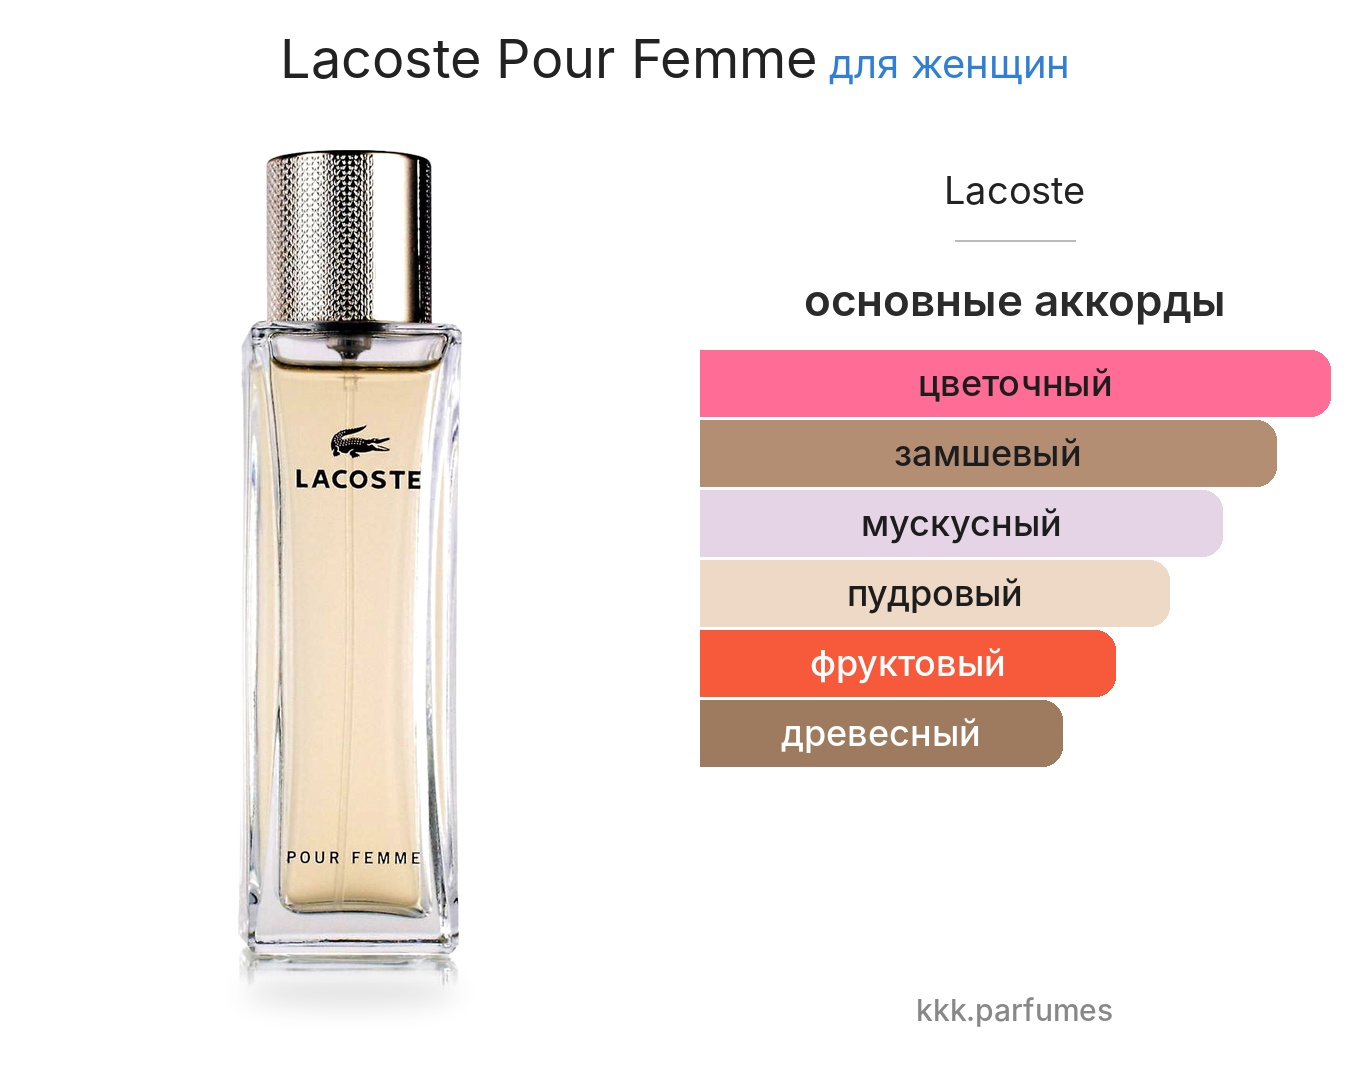 Lacoste Pour Femme для женщин
LACOSTE
POUR FEMME
Lacoste
основные аккорды
цветочный
замшевый
мускусный
пудровый
фруктовый
древесный
kkk.parfumes